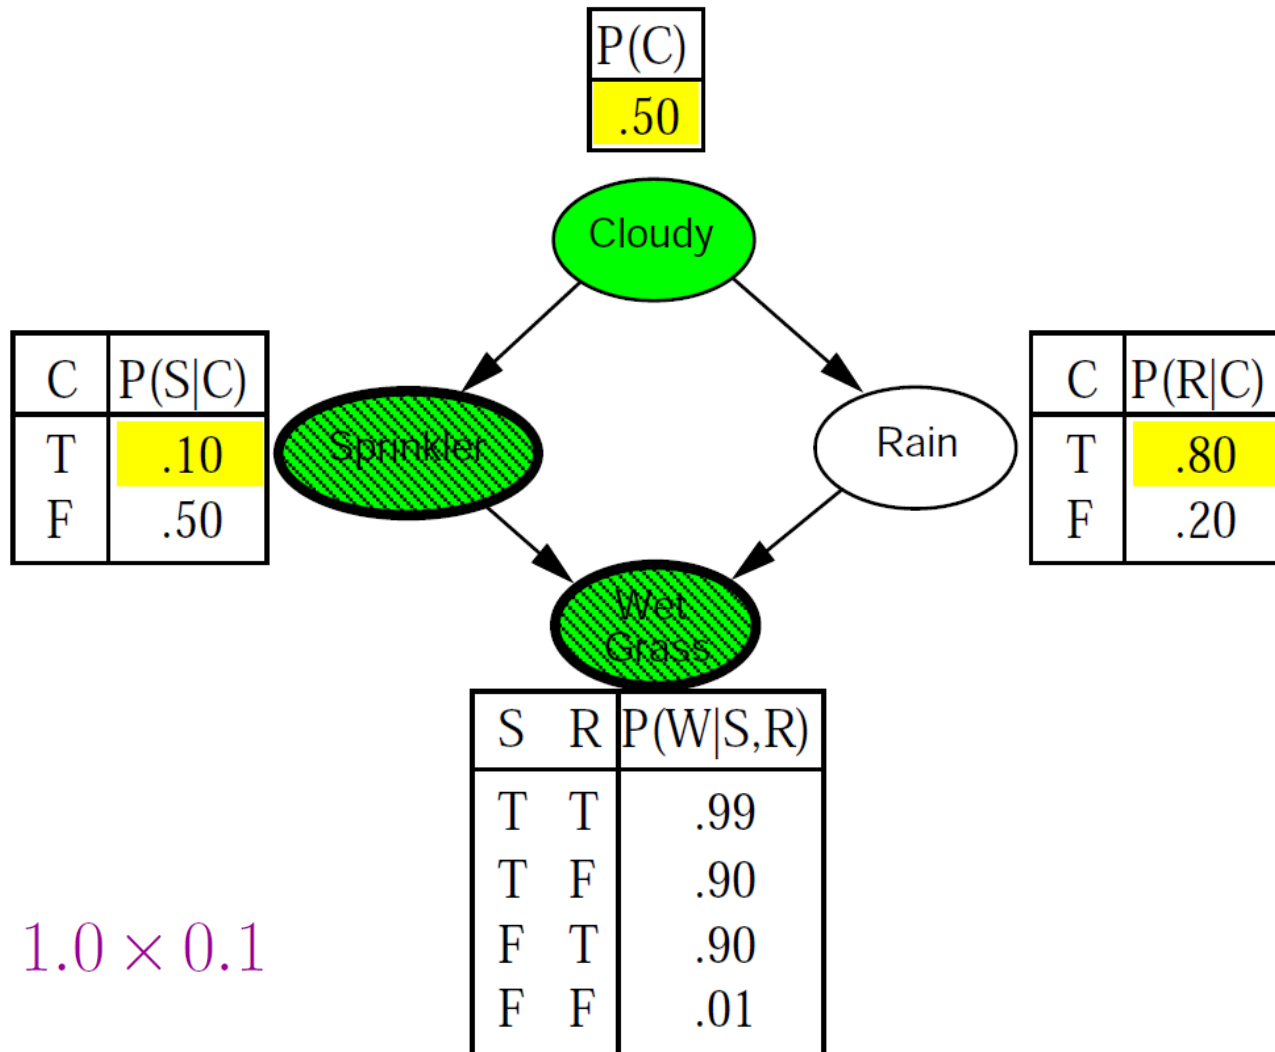 P(C)
.50
Cloudy
C P(S|C)
T .10
F .50
Sprinkler
Rain
C P(R|C)
T .80
F .20
Wet
Grass
S R P(W|S,R)
T T .99
T F .90
F T .90
F F .01
1.0 × 0.1